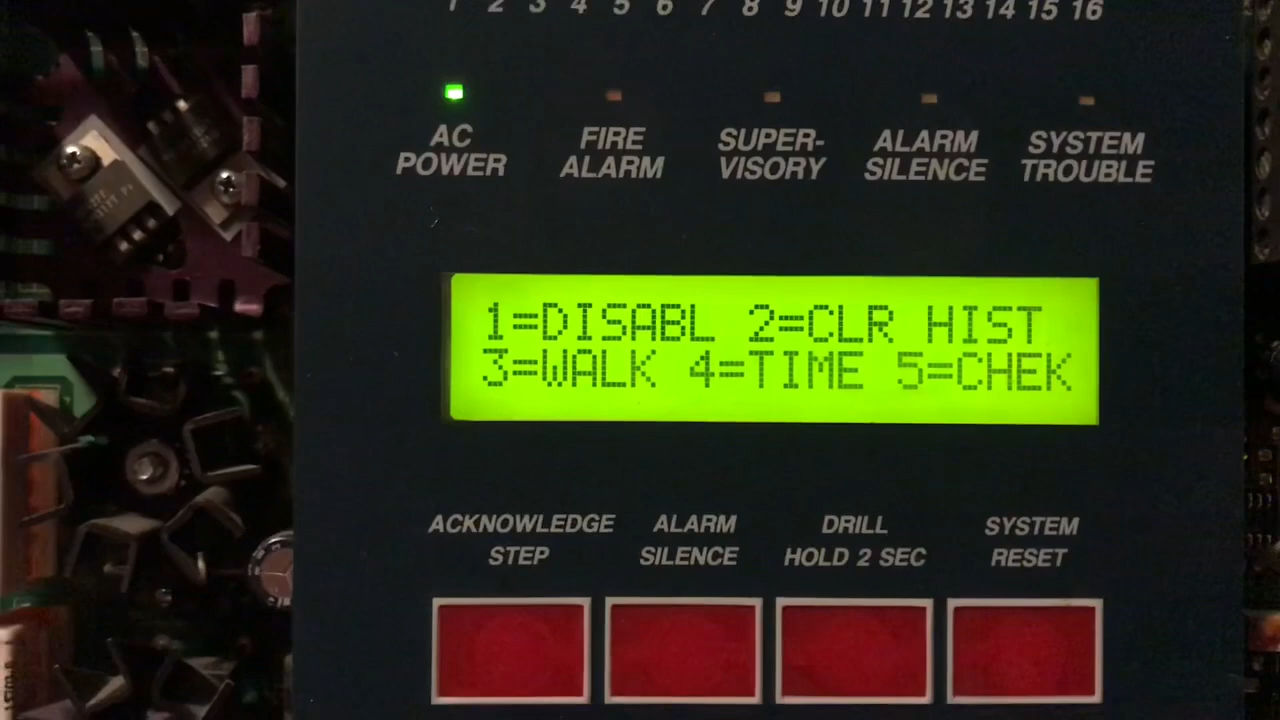 1 2 3 4 5 6 7 8 9 10 11 12 13 14 15 16
AC POWER
FIRE ALARM
SUPER-VISORY
ALARM SILENCE
SYSTEM TROUBLE
1=DISABL 2=CLR HIST
3=WALK 4=TIME 5=CHEK
ACKNOWLEDGE STEP
ALARM SILENCE
DRILL HOLD 2 SEC
SYSTEM RESET